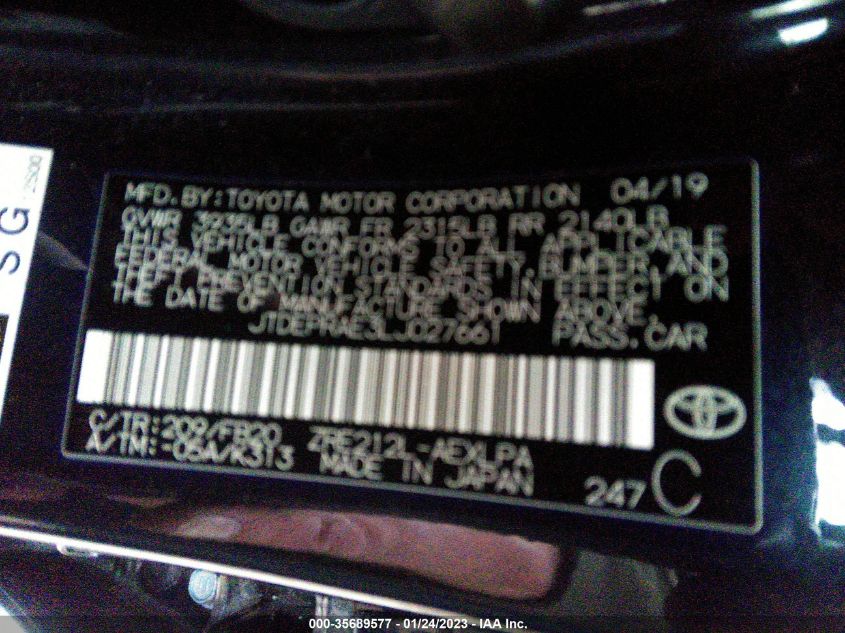 MFD.BY:TOYOTA MOTOR CORPORATION 04/19
GVWR 3235LB GAWR FR 2315LB RR 2140LB
THIS VEHICLE CONFORMS TO ALL APPLICABLE
FEDERAL MOTOR VEHICLE SAFETY, BUMPER, AND
THEFT PREVENTION STANDARDS IN EFFECT ON
THE DATE OF MANUFACTURE SHOWN ABOVE.
JTDEPRAE3LJ027661 PASS.CAR
C/TR:209/FB20 ZRE212L-AEXLPA
A/TM:-05A/K313 MADE IN JAPAN
247 C
SG
000-35689577 — 01/24/2023 — IAA Inc.